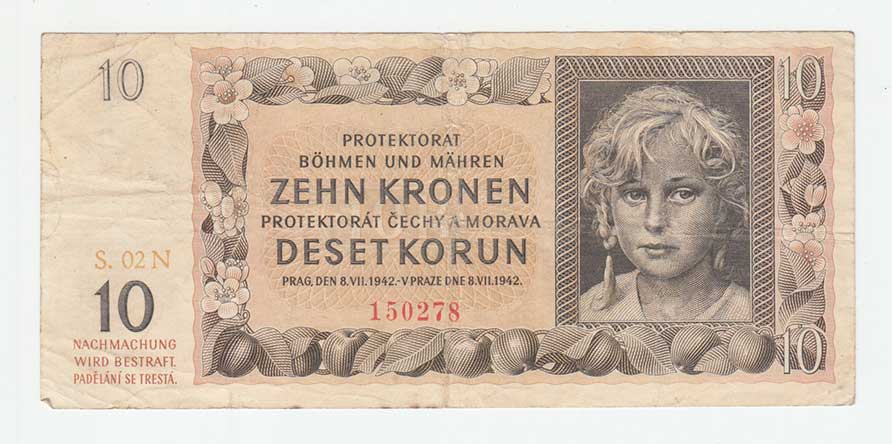 10
10
PROTEKTORAT
BÖHMEN UND MÄHREN
ZEHN KRONEN
PROTEKTORÁT ČECHY A MORAVA
DESET KORUN
PRAG, DEN 8.VII.1942.-V PRAZE DNE 8.VII.1942.
150278
S. 02 N
10
NACHMACHUNG
WIRD BESTRAFT.
PADĚLÁNÍ SE TRESTÁ.
10